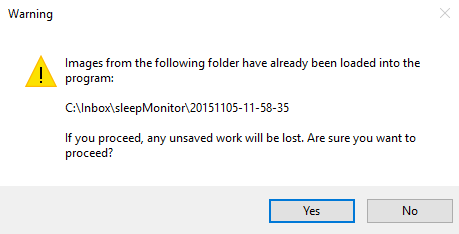 Warning
Images from the following folder have already been loaded into the
program:
C:\Inbox\sleepMonitor\20151105-11-58-35
If you proceed, any unsaved work will be lost. Are sure you want to
proceed?
Yes
No